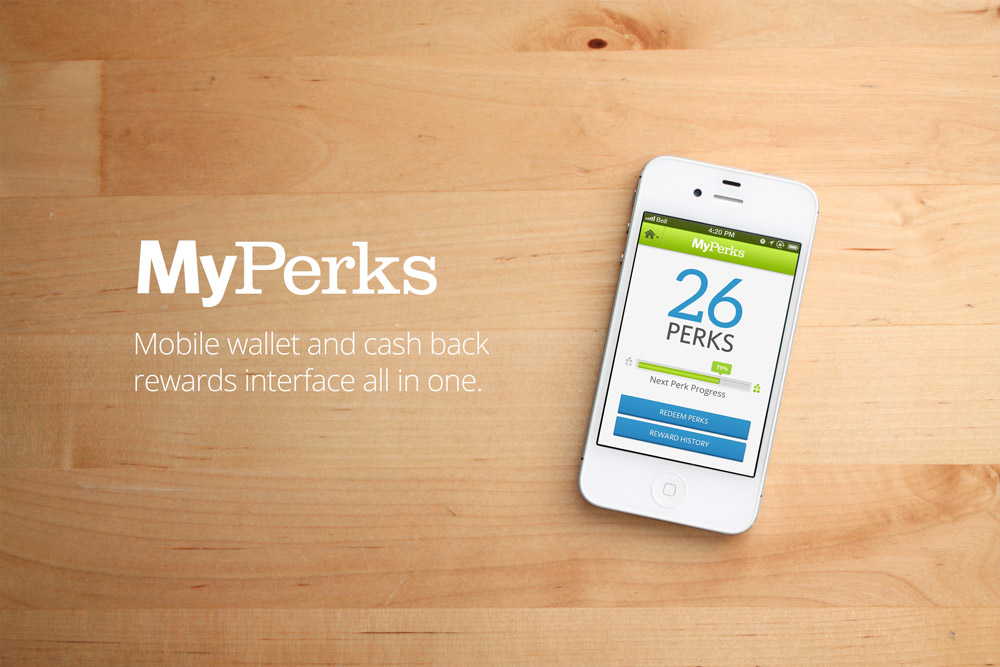 MyPerks
Mobile wallet and cash back
rewards interface all in one.
Bell
4:20 PM
MyPerks
26
PERKS
75%
Next Perk Progress
REDEEM PERKS
REWARD HISTORY